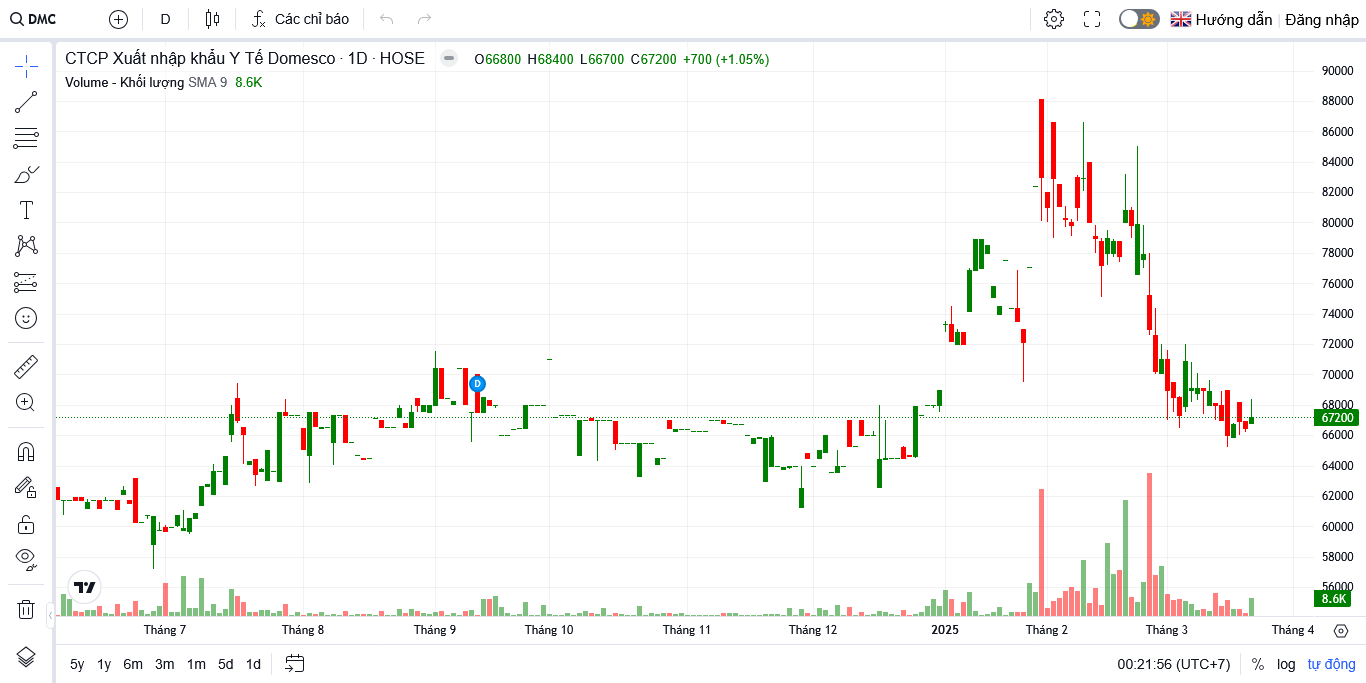 DMC D Các chỉ báo Hướng dẫn Đăng nhập
CTCP Xuất nhập khẩu Y Tế Domesco · 1D · HOSE O66800 H68400 L66700 C67200 +700 (+1.05%)
Volume - Khối lượng SMA 9 8.6K
90000
88000
86000
84000
82000
80000
78000
76000
74000
72000
70000
68000
67200
66000
64000
62000
60000
58000
56000
8.6K
D
Tháng 7 Tháng 8 Tháng 9 Tháng 10 Tháng 11 Tháng 12 2025 Tháng 2 Tháng 3 Tháng 4
5y 1y 6m 3m 1m 5d 1d 00:21:56 (UTC+7) % log tự động